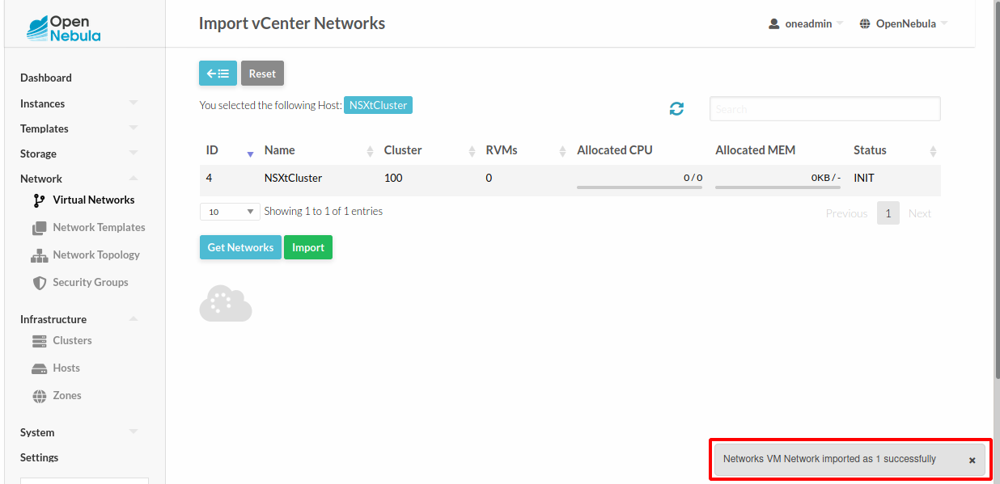 Open
Nebula
Import vCenter Networks
oneadmin
OpenNebula
Dashboard
Instances
Templates
Storage
Network
Virtual Networks
Network Templates
Network Topology
Security Groups
Infrastructure
Clusters
Hosts
Zones
System
Settings
Reset
You selected the following Host: NSXtCluster
Search
ID Name Cluster RVMs Allocated CPU Allocated MEM Status
4 NSXtCluster 100 0 0 / 0 0KB / - INIT
10 Showing 1 to 1 of 1 entries
Previous 1 Next
Get Networks Import
Networks VM Network imported as 1 successfully ×